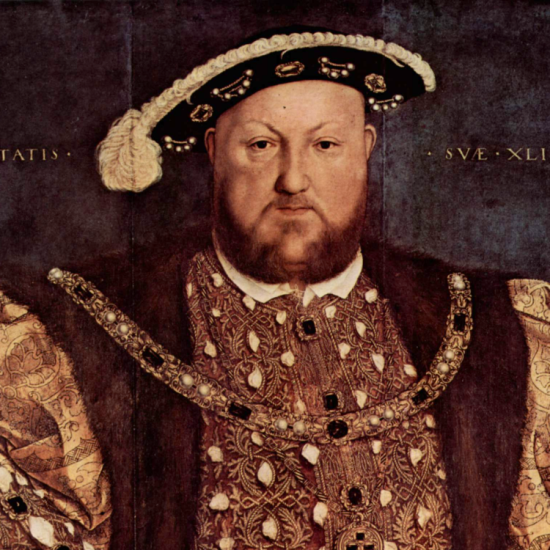 TATIS · · SVÆ · XLI